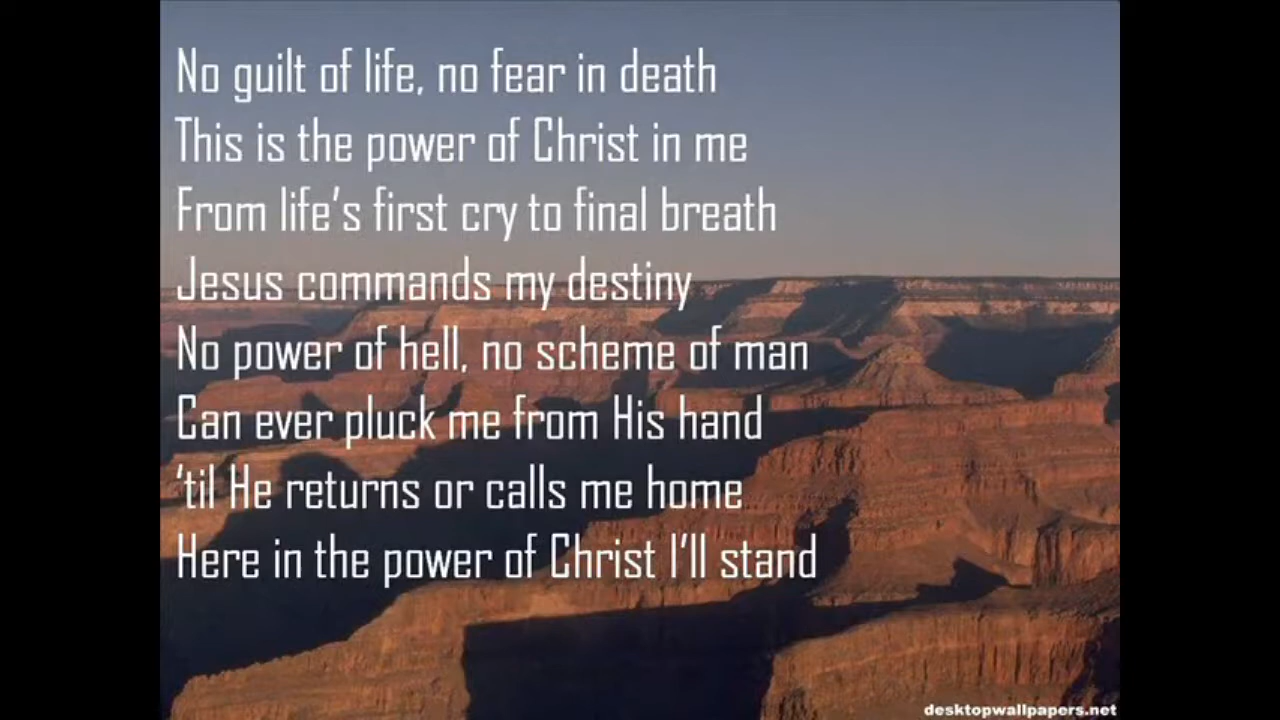 No guilt of life, no fear in death
This is the power of Christ in me
From life's first cry to final breath
Jesus commands my destiny
No power of hell, no scheme of man
Can ever pluck me from His hand
‘til He returns or calls me home
Here in the power of Christ I'll stand
desktopwallpapers.net